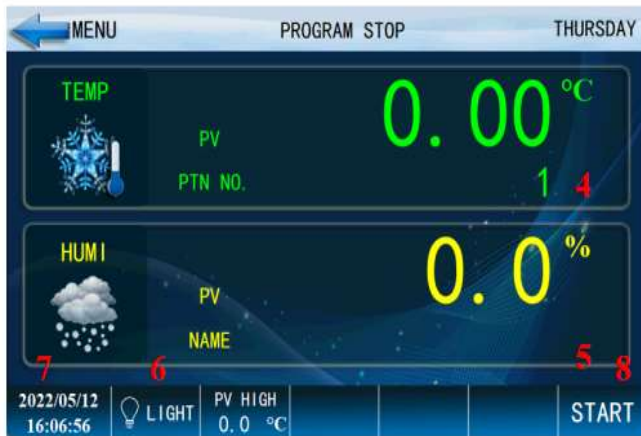 MENU PROGRAM STOP THURSDAY
TEMP
0.00 °C
PV
PTN NO. 1 4
HUMI
0.0 %
PV
NAME
7 6 5 8
2022/05/12
16:06:56
LIGHT
PV HIGH
0.0 °C
START